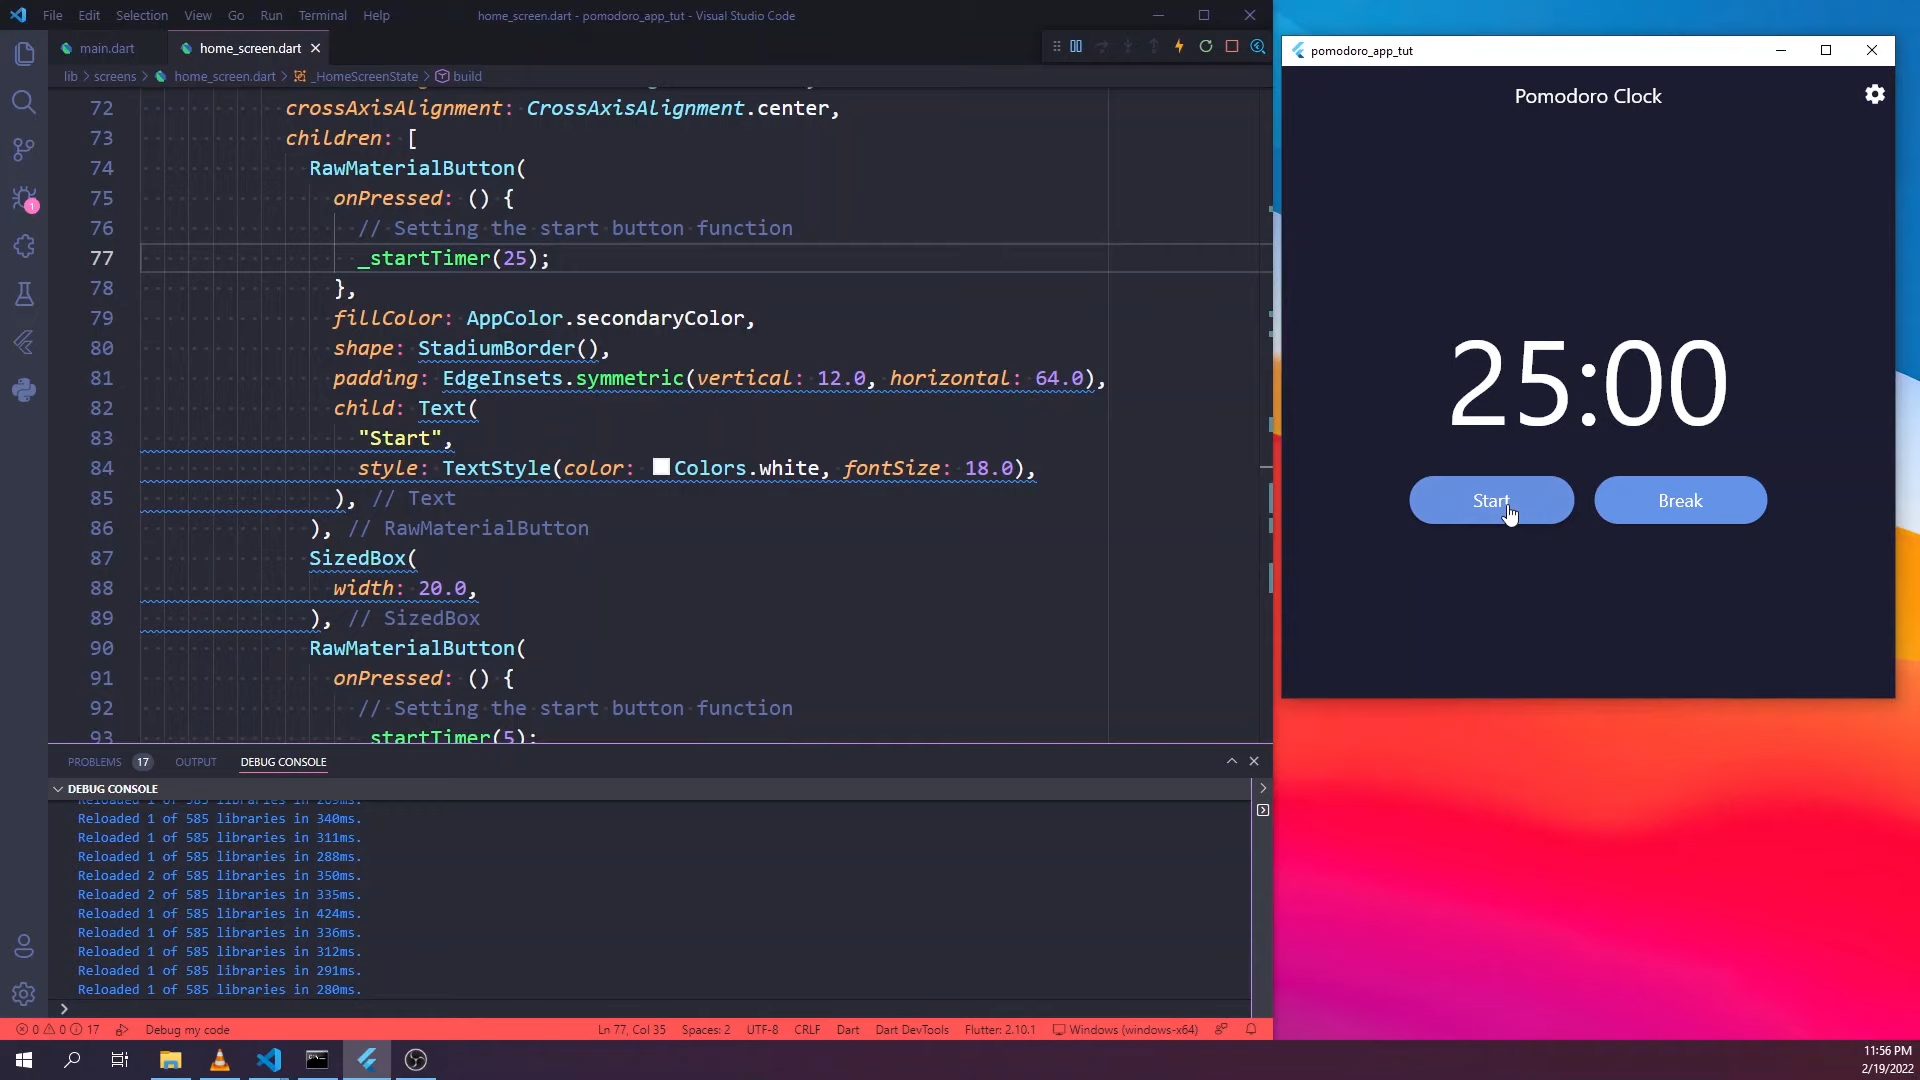 File Edit Selection View Go Run Terminal Help
home_screen.dart - pomodoro_app_tut - Visual Studio Code
main.dart
home_screen.dart
lib > screens > home_screen.dart > _HomeScreenState > build
72 crossAxisAlignment: CrossAxisAlignment.center,
73 children: [
74 RawMaterialButton(
75 onPressed: () {
76 // Setting the start button function
77 _startTimer(25);
78 },
79 fillColor: AppColor.secondaryColor,
80 shape: StadiumBorder(),
81 padding: EdgeInsets.symmetric(vertical: 12.0, horizontal: 64.0),
82 child: Text(
83 "Start",
84 style: TextStyle(color: Colors.white, fontSize: 18.0),
85 ), // Text
86 ), // RawMaterialButton
87 SizedBox(
88 width: 20.0,
89 ), // SizedBox
90 RawMaterialButton(
91 onPressed: () {
92 // Setting the start button function
93 startTimer(5);
1
PROBLEMS 17 OUTPUT DEBUG CONSOLE
DEBUG CONSOLE
Reloaded 1 of 585 libraries in 340ms.
Reloaded 1 of 585 libraries in 311ms.
Reloaded 1 of 585 libraries in 288ms.
Reloaded 2 of 585 libraries in 350ms.
Reloaded 2 of 585 libraries in 335ms.
Reloaded 1 of 585 libraries in 424ms.
Reloaded 1 of 585 libraries in 336ms.
Reloaded 1 of 585 libraries in 312ms.
Reloaded 1 of 585 libraries in 291ms.
Reloaded 1 of 585 libraries in 280ms.
0 0 17 Debug my code Ln 77, Col 35 Spaces: 2 UTF-8 CRLF Dart Dart DevTools Flutter: 2.10.1 Windows (windows-x64)
pomodoro_app_tut
Pomodoro Clock
25:00
Start
Break
11:56 PM
2/19/2022